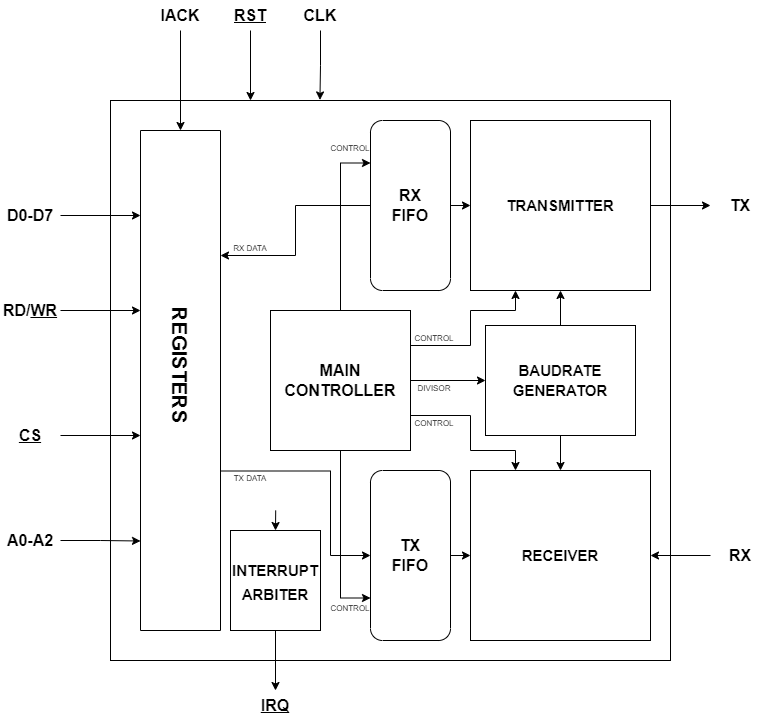 IACK
RST
CLK
CONTROL
RX
FIFO
TRANSMITTER
D0-D7
TX
RX DATA
RD/WR
REGISTERS
CONTROL
MAIN
CONTROLLER
DIVISOR
BAUDRATE
GENERATOR
CONTROL
CS
TX DATA
A0-A2
TX
FIFO
RECEIVER
RX
INTERRUPT
ARBITER
CONTROL
IRQ